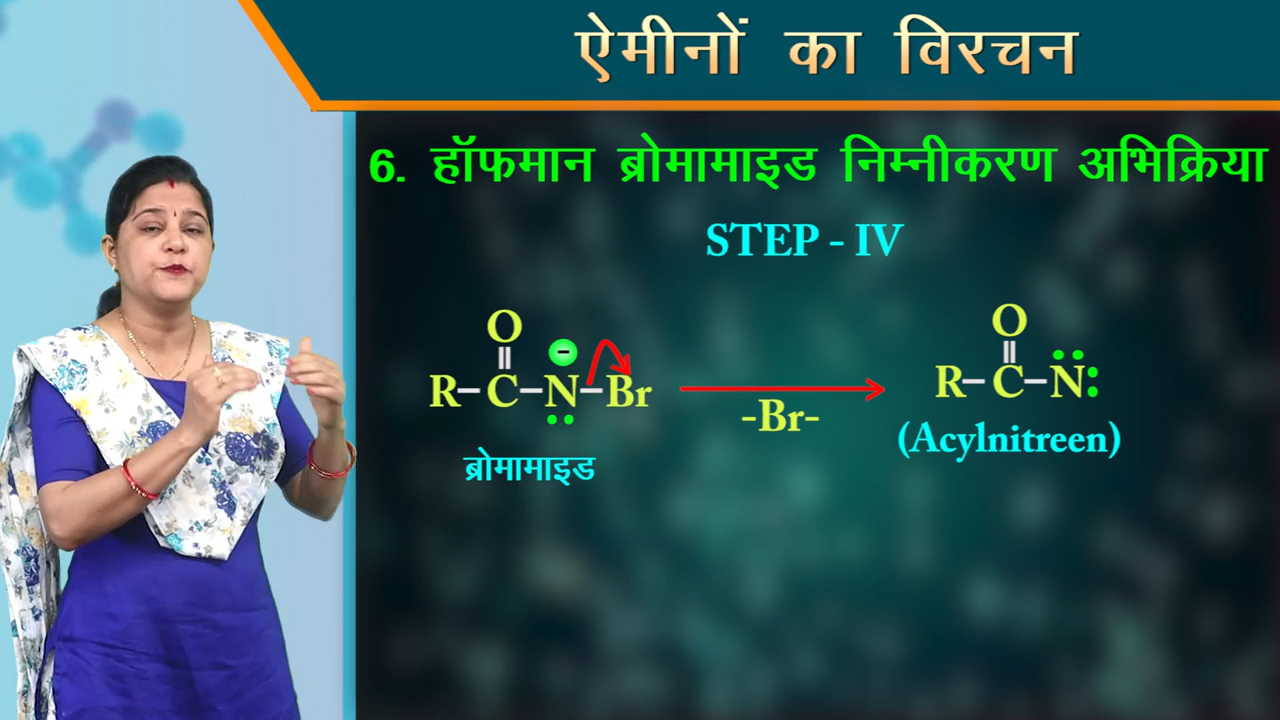 ऐमीनों का विरचन
6. हॉफमान ब्रोमामाइड निम्नीकरण अभिक्रिया
STEP - IV
O
||
R–C–N–Br
-
-Br-
ब्रोमामाइड
O
||
R–C–N:
(Acylnitreen)